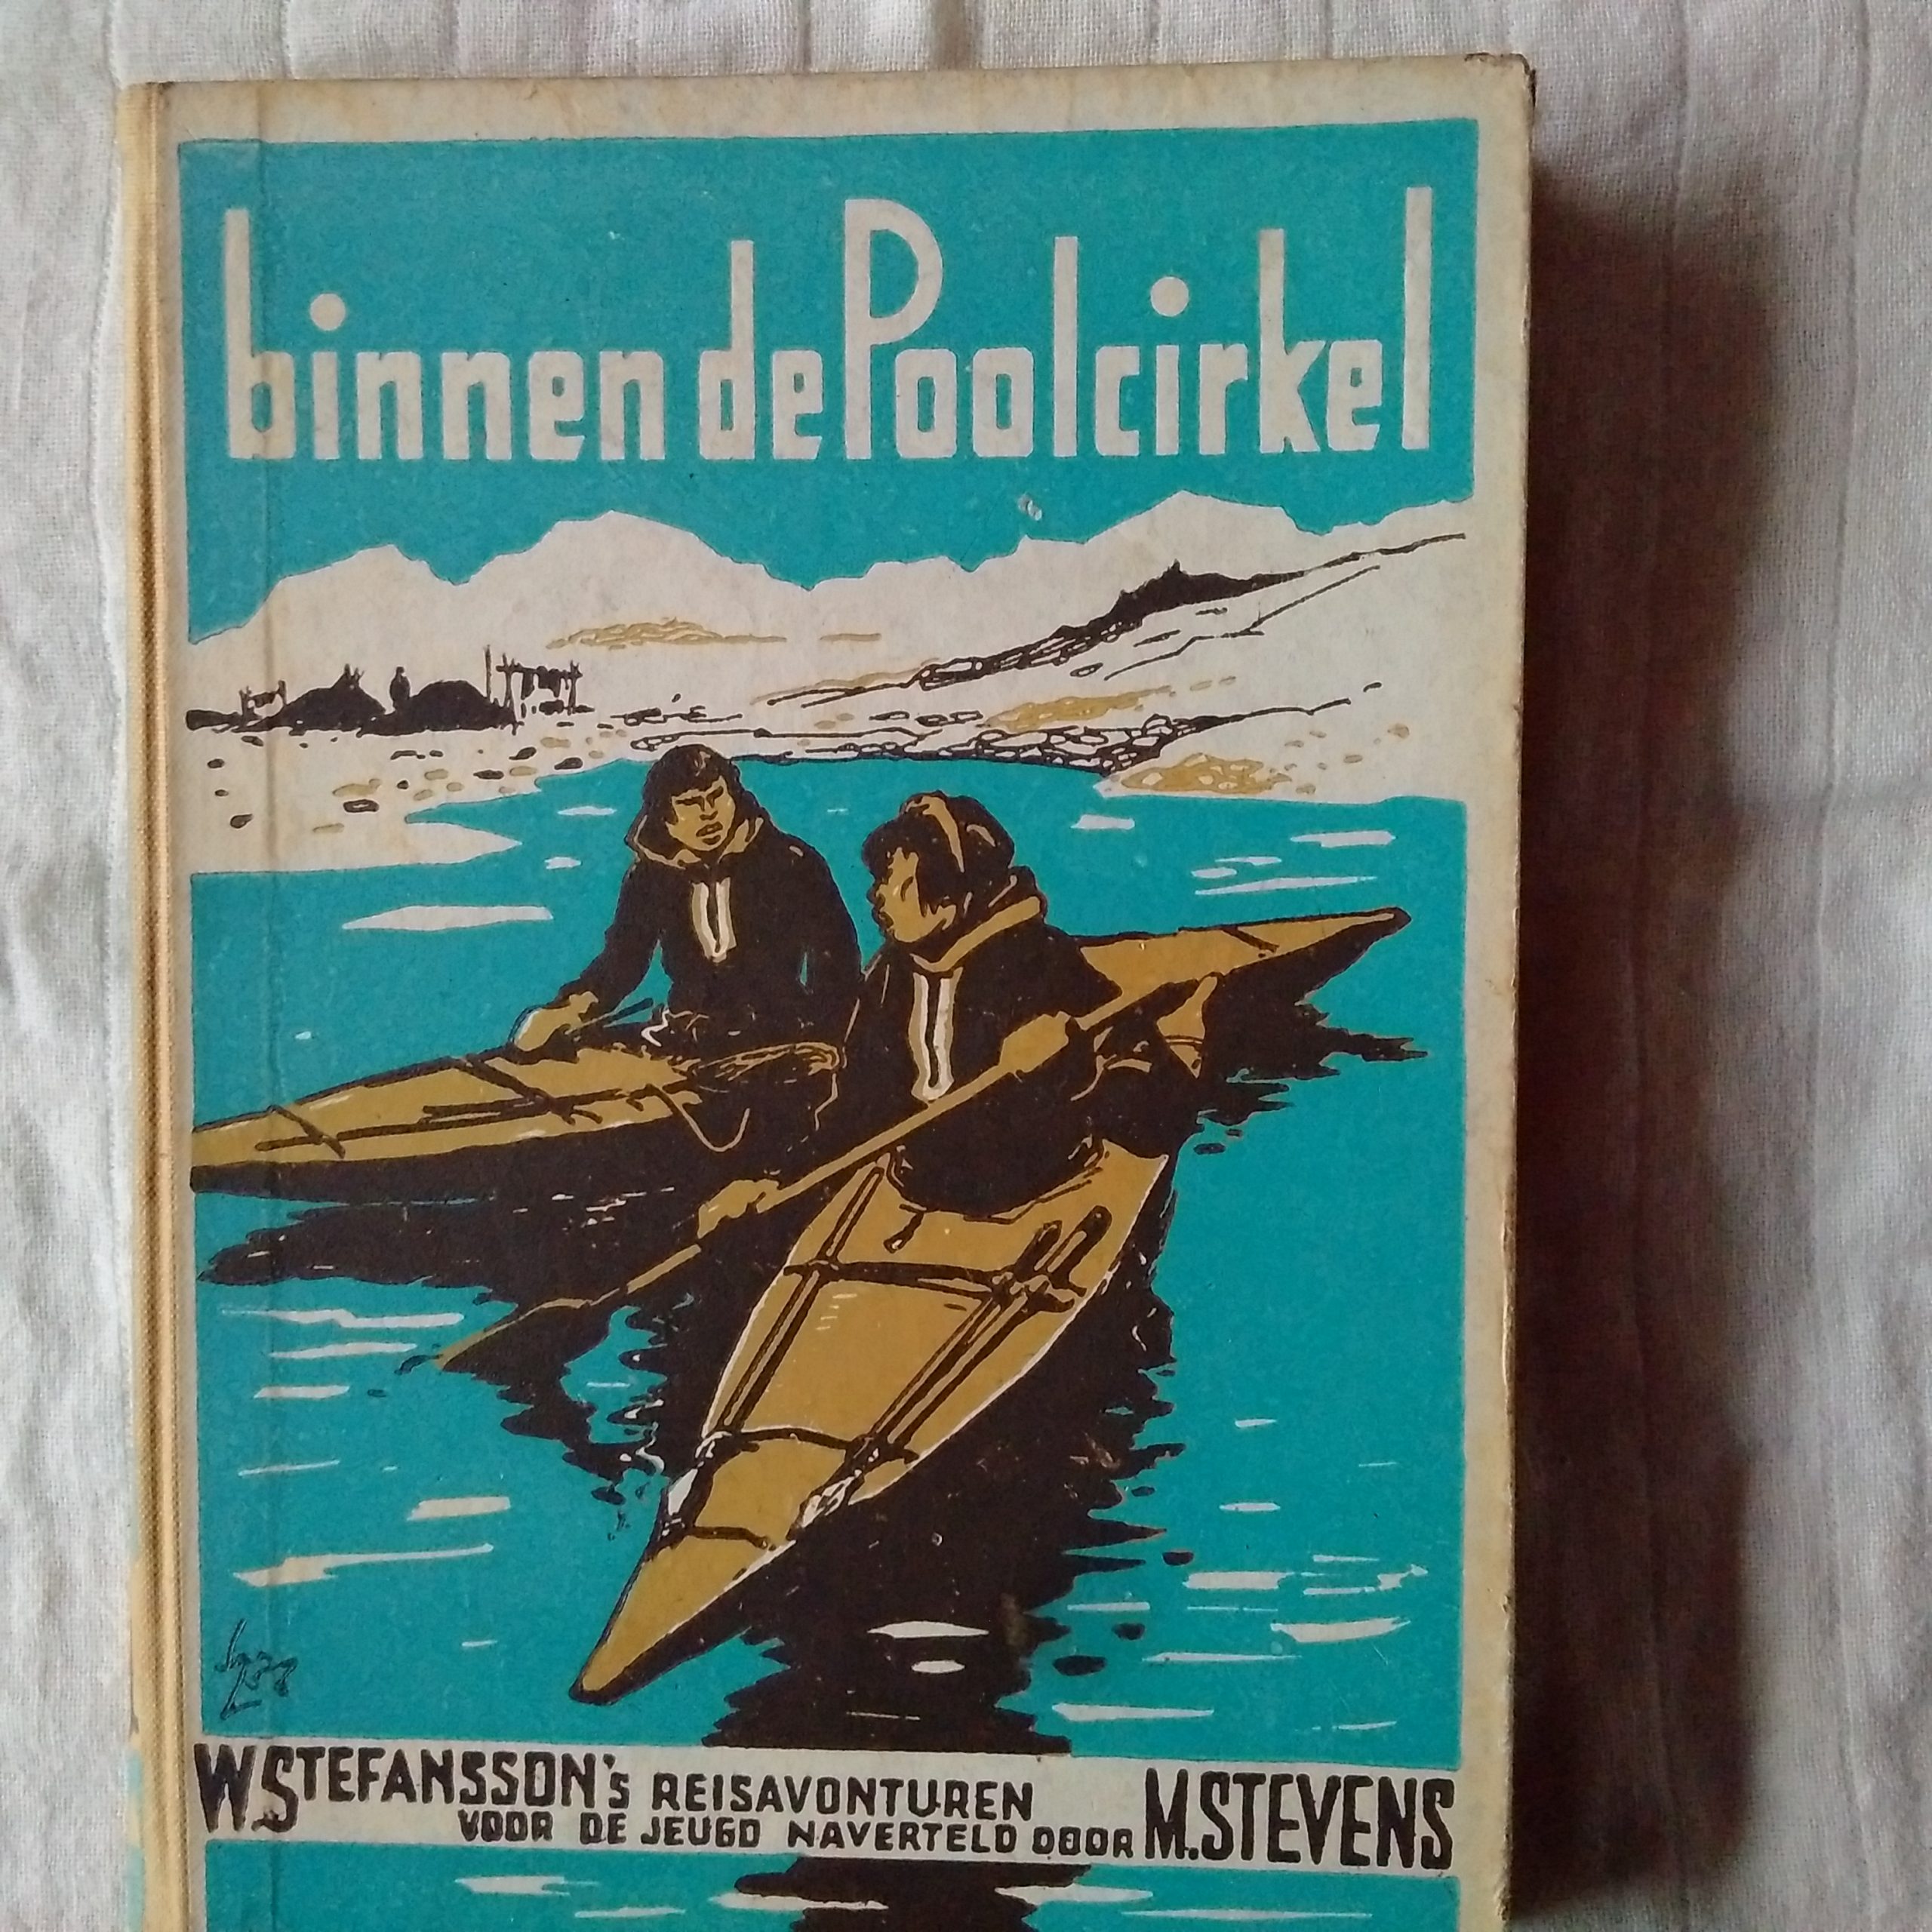 binnen de Poolcirkel
W. STEFANSSON's REISAVONTUREN
VOOR DE JEUGD NAVERTELD DOOR M. STEVENS